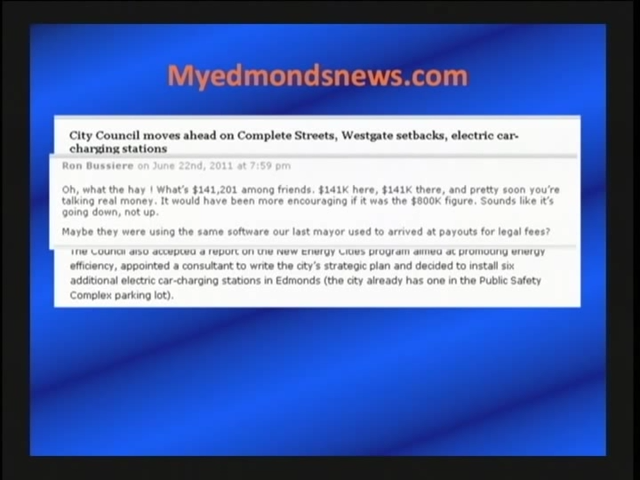 Myedmondsnews.com
City Council moves ahead on Complete Streets, Westgate setbacks, electric car-
charging stations
Ron Bussiere on June 22nd, 2011 at 7:59 pm
Oh, what the hay ! What's $141,201 among friends. $141K here, $141K there, and pretty soon you're
talking real money. It would have been more encouraging if it was the $800K figure. Sounds like it's
going down, not up.
Maybe they were using the same software our last mayor used to arrived at payouts for legal fees?
The Council also accepted a report on the New Energy Cities program aimed at promoting energy
efficiency, appointed a consultant to write the city's strategic plan and decided to install six
additional electric car-charging stations in Edmonds (the city already has one in the Public Safety
Complex parking lot).